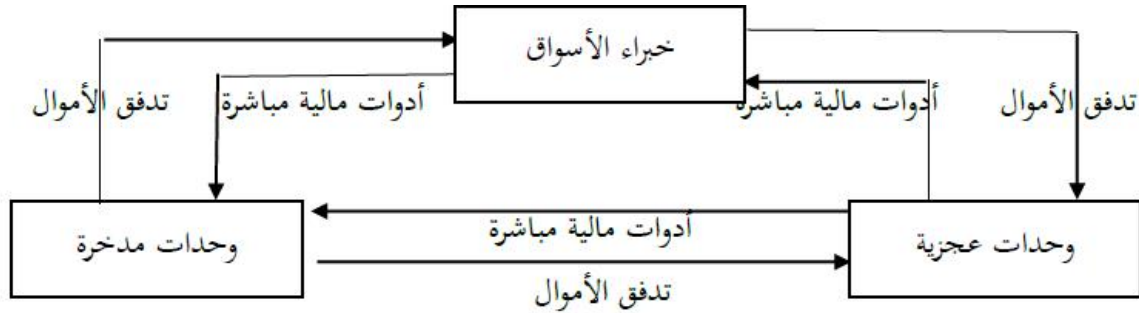 خبراء الأسواق
تدفق الأموال
أدوات مالية مباشرة
أدوات مالية مباشرة
تدفق الأموال
وحدات عجزية
أدوات مالية مباشرة
وحدات مدخرة
تدفق الأموال